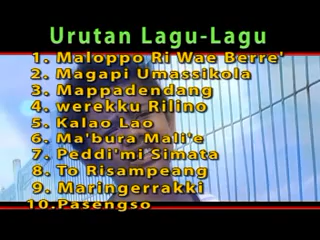 Urutan Lagu-Lagu
1. Maloppo Ri Wae Berre'
2. Magapi Umassikola
3. Mappadendang
4. werekku Rilino
5. Kalao Lao
6. Ma'bura Mali'e
7. Peddi'mi Simata
8. To Risampeang
9. Maringerrakki
10.Pasengso